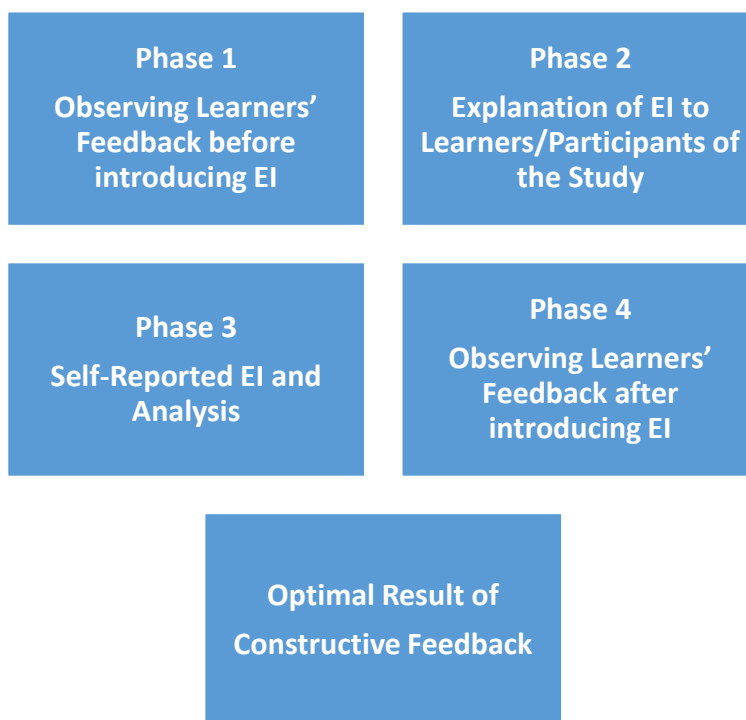 Phase 1
Observing Learners’
Feedback before
introducing EI
Phase 2
Explanation of EI to
Learners/Participants of
the Study
Phase 3
Self-Reported EI and
Analysis
Phase 4
Observing Learners’
Feedback after
introducing EI
Optimal Result of
Constructive Feedback